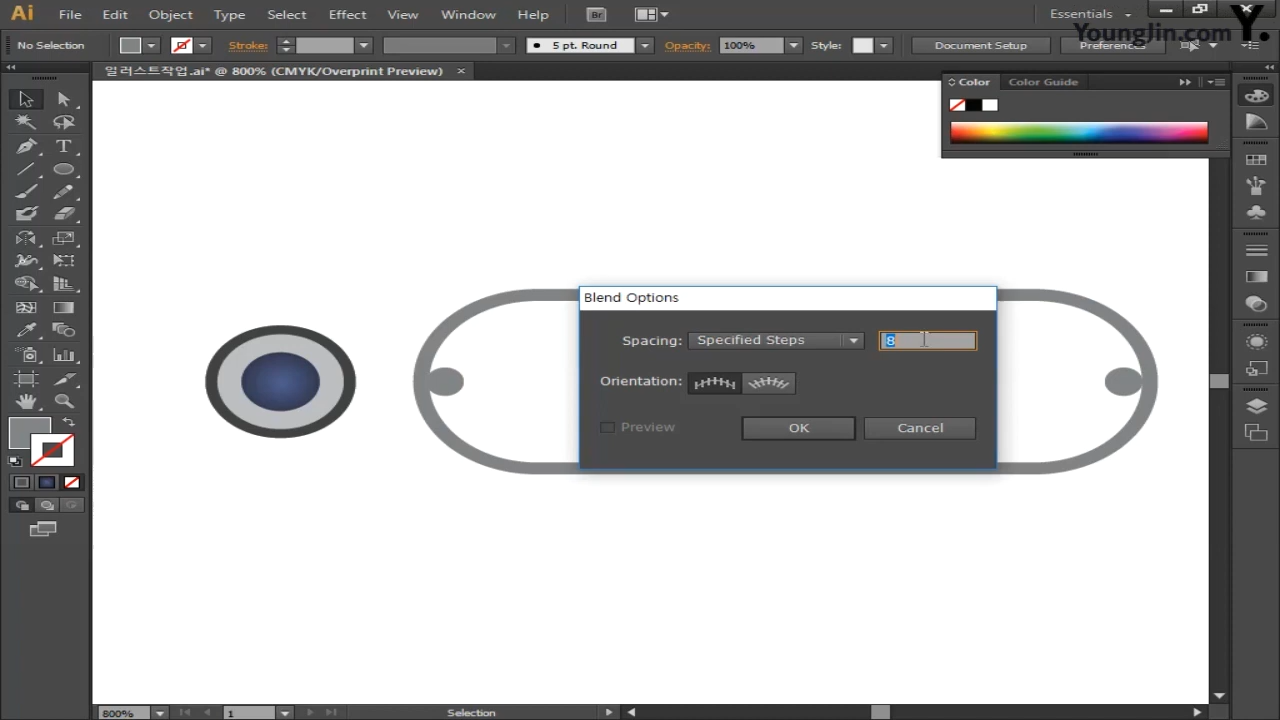 Ai File Edit Object Type Select Effect View Window Help Br Essentials
No Selection Stroke: 5 pt. Round Opacity: 100% Style: Document Setup Preferences
YoungJin.com Y.
일러스트작업.ai* @ 800% (CMYK/Overprint Preview) ×
Color Color Guide
Blend Options
Spacing: Specified Steps 8
Orientation:
Preview OK Cancel
800% 1 Selection